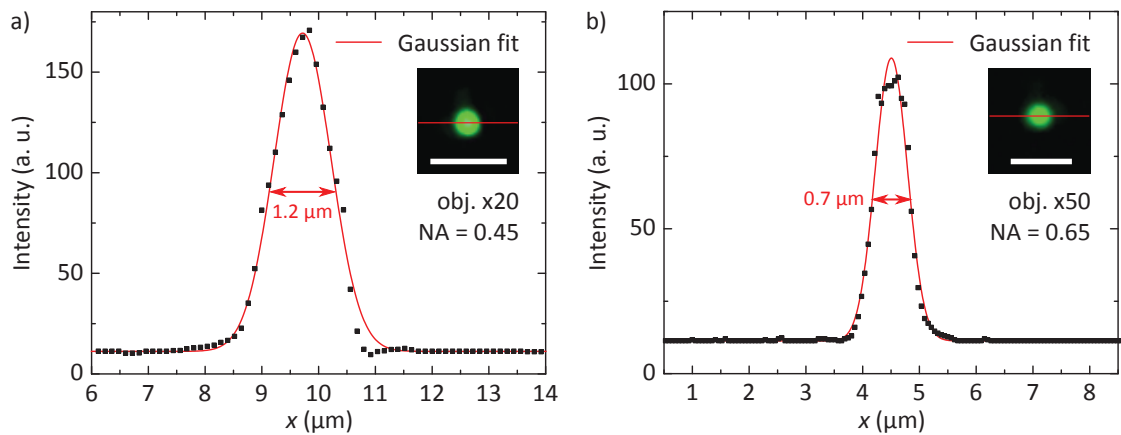 a)
Gaussian fit
obj. x20
NA = 0.45
1.2 µm
Intensity (a. u.)
0
50
100
150
6 7 8 9 10 11 12 13 14
x (µm)
b)
Gaussian fit
obj. x50
NA = 0.65
0.7 µm
Intensity (a. u.)
0
50
100
1 2 3 4 5 6 7 8
x (µm)